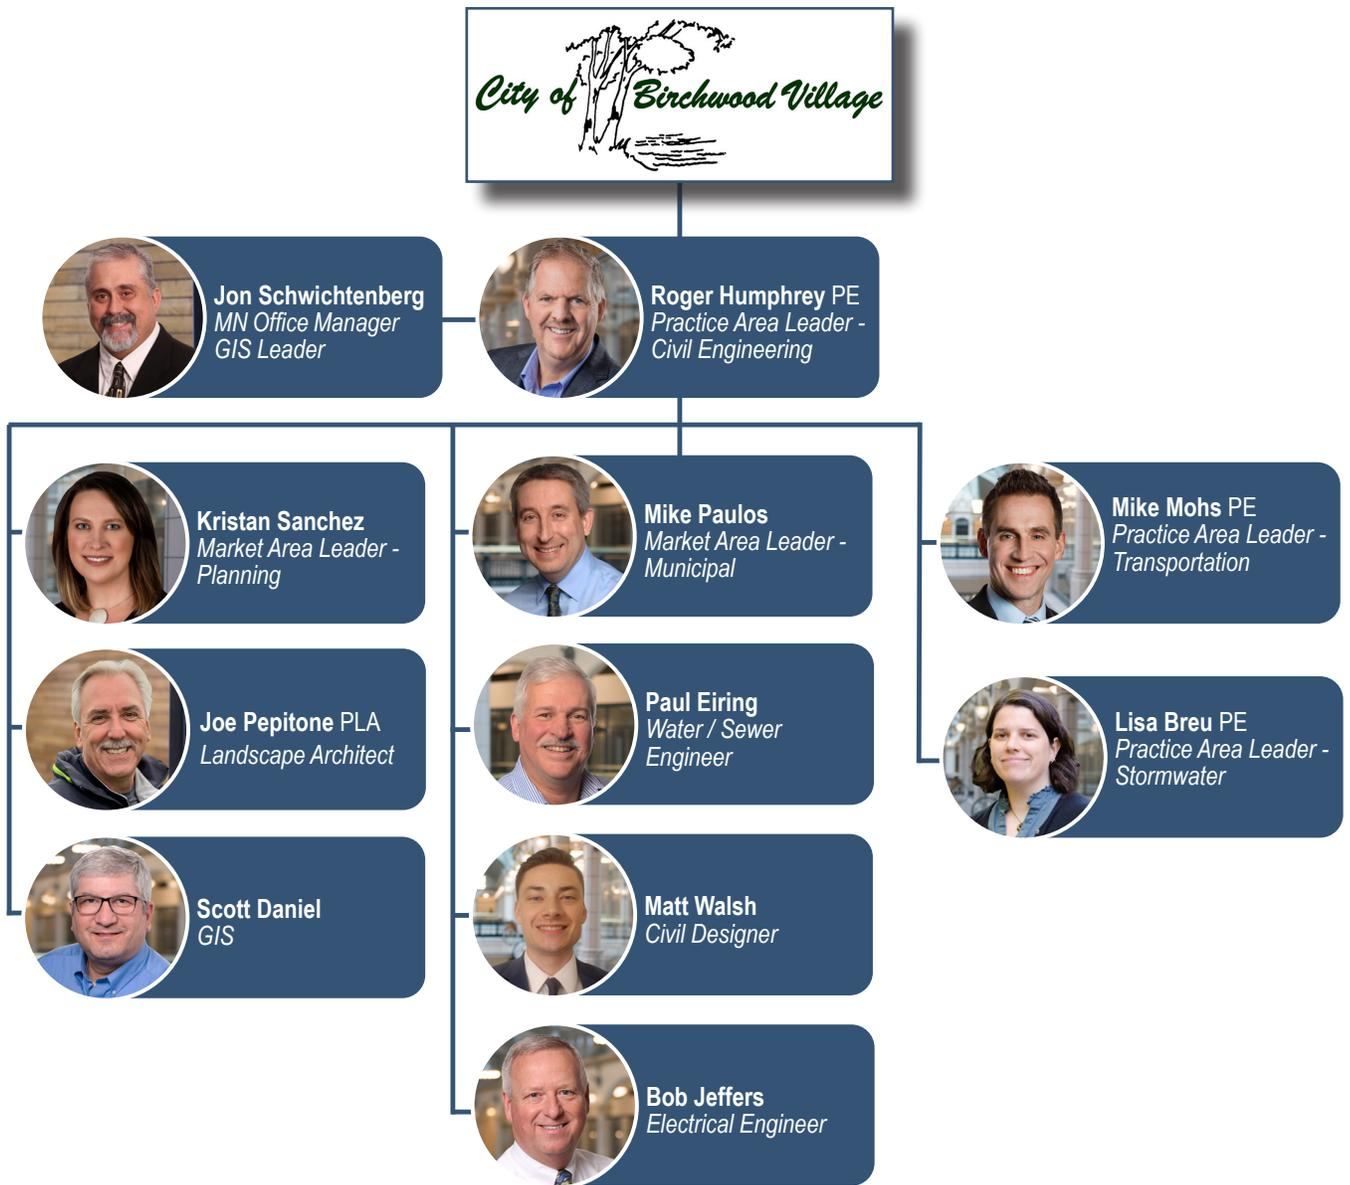 City of Birchwood Village
Jon Schwichtenberg
MN Office Manager
GIS Leader
Roger Humphrey PE
Practice Area Leader -
Civil Engineering
Kristan Sanchez
Market Area Leader -
Planning
Mike Paulos
Market Area Leader -
Municipal
Mike Mohs PE
Practice Area Leader -
Transportation
Joe Pepitone PLA
Landscape Architect
Paul Eiring
Water / Sewer
Engineer
Lisa Breu PE
Practice Area Leader -
Stormwater
Scott Daniel
GIS
Matt Walsh
Civil Designer
Bob Jeffers
Electrical Engineer